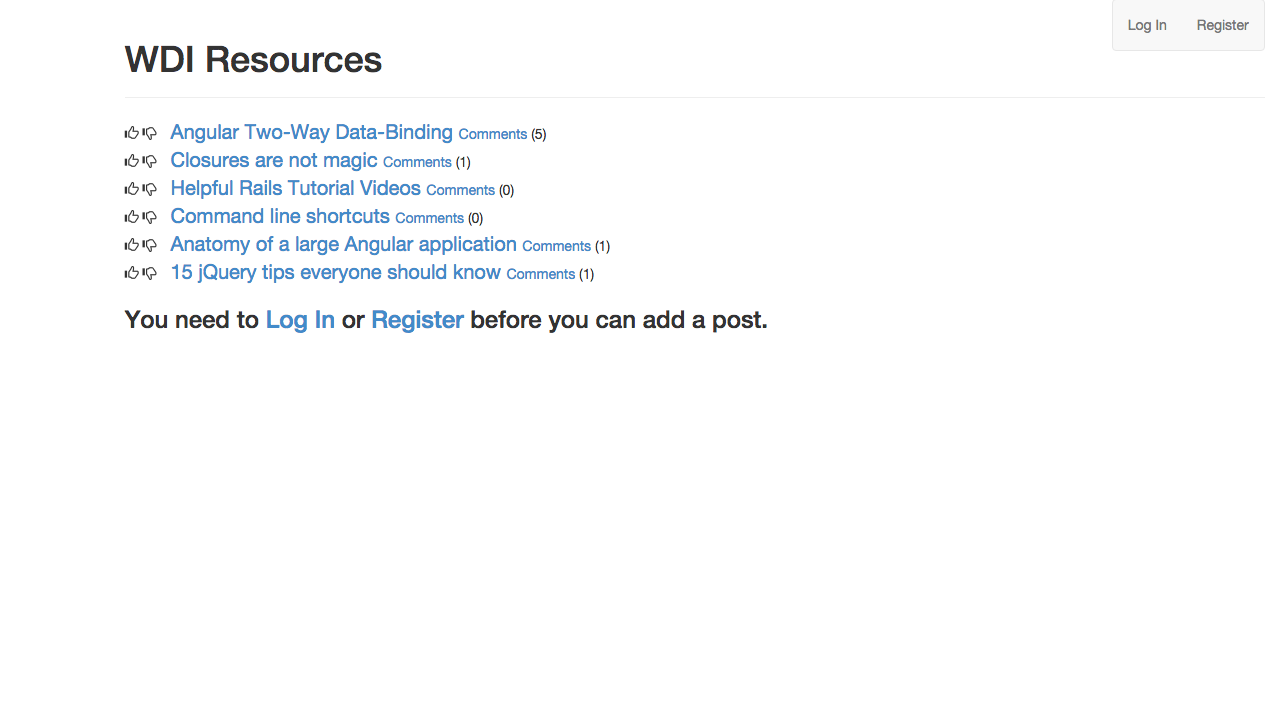 Log In Register
WDI Resources
Angular Two-Way Data-Binding Comments (5)
Closures are not magic Comments (1)
Helpful Rails Tutorial Videos Comments (0)
Command line shortcuts Comments (0)
Anatomy of a large Angular application Comments (1)
15 jQuery tips everyone should know Comments (1)
You need to Log In or Register before you can add a post.